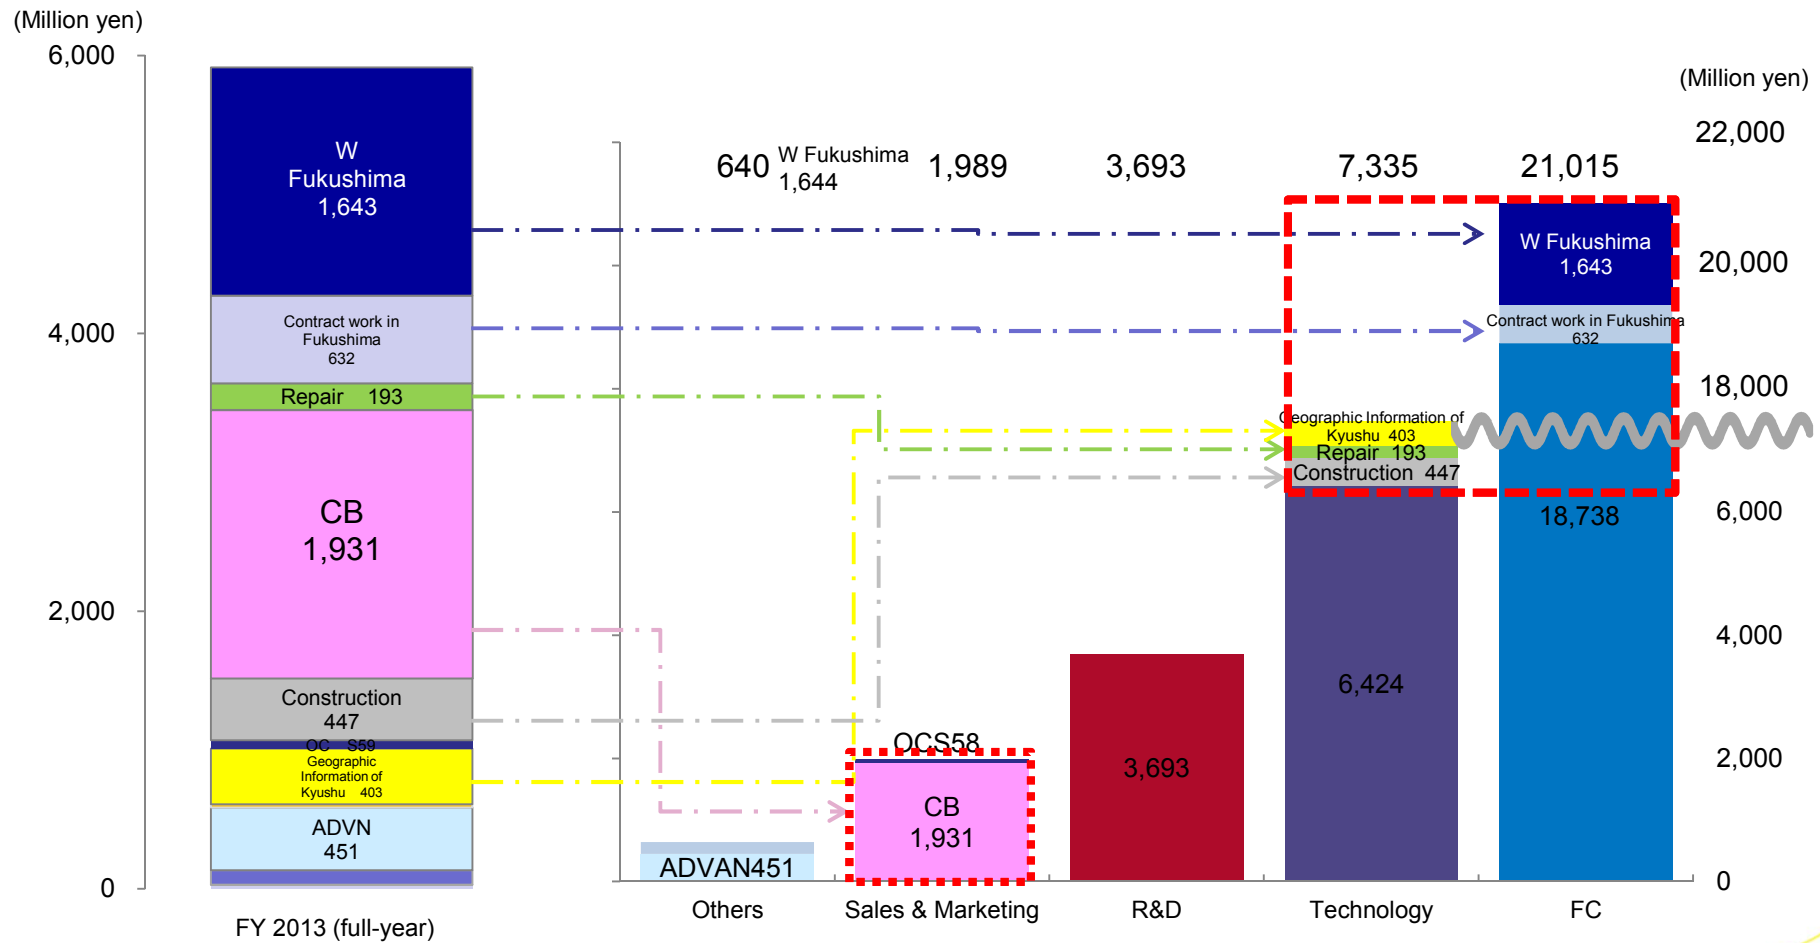 (Million yen)
6,000
4,000
2,000
0
W
Fukushima
1,643
Contract work in
Fukushima
632
Repair 193
CB
1,931
Construction
447
OC S59
Geographic
Information of
Kyushu 403
ADVN
451
FY 2013 (full-year)
640
W Fukushima
1,644
1,989
3,693
7,335
21,015
(Million yen)
22,000
20,000
18,000
6,000
4,000
2,000
0
W Fukushima
1,643
Contract work in Fukushima
632
18,738
Geographic Information of
Kyushu 403
Repair 193
Construction 447
6,424
3,693
OCS58
CB
1,931
ADVAN451
Others
Sales & Marketing
R&D
Technology
FC